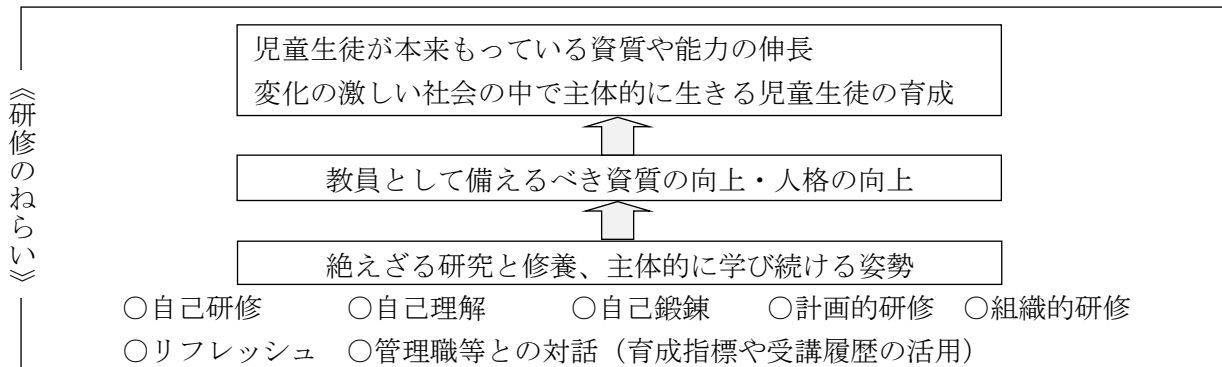 《研修のねらい》
児童生徒が本来もっている資質や能力の伸長
変化の激しい社会の中で主体的に生きる児童生徒の育成
教員として備えるべき資質の向上・人格の向上
絶えざる研究と修養、主体的に学び続ける姿勢
○自己研修 ○自己理解 ○自己鍛錬 ○計画的研修 ○組織的研修
○リフレッシュ ○管理職等との対話（育成指標や受講履歴の活用）